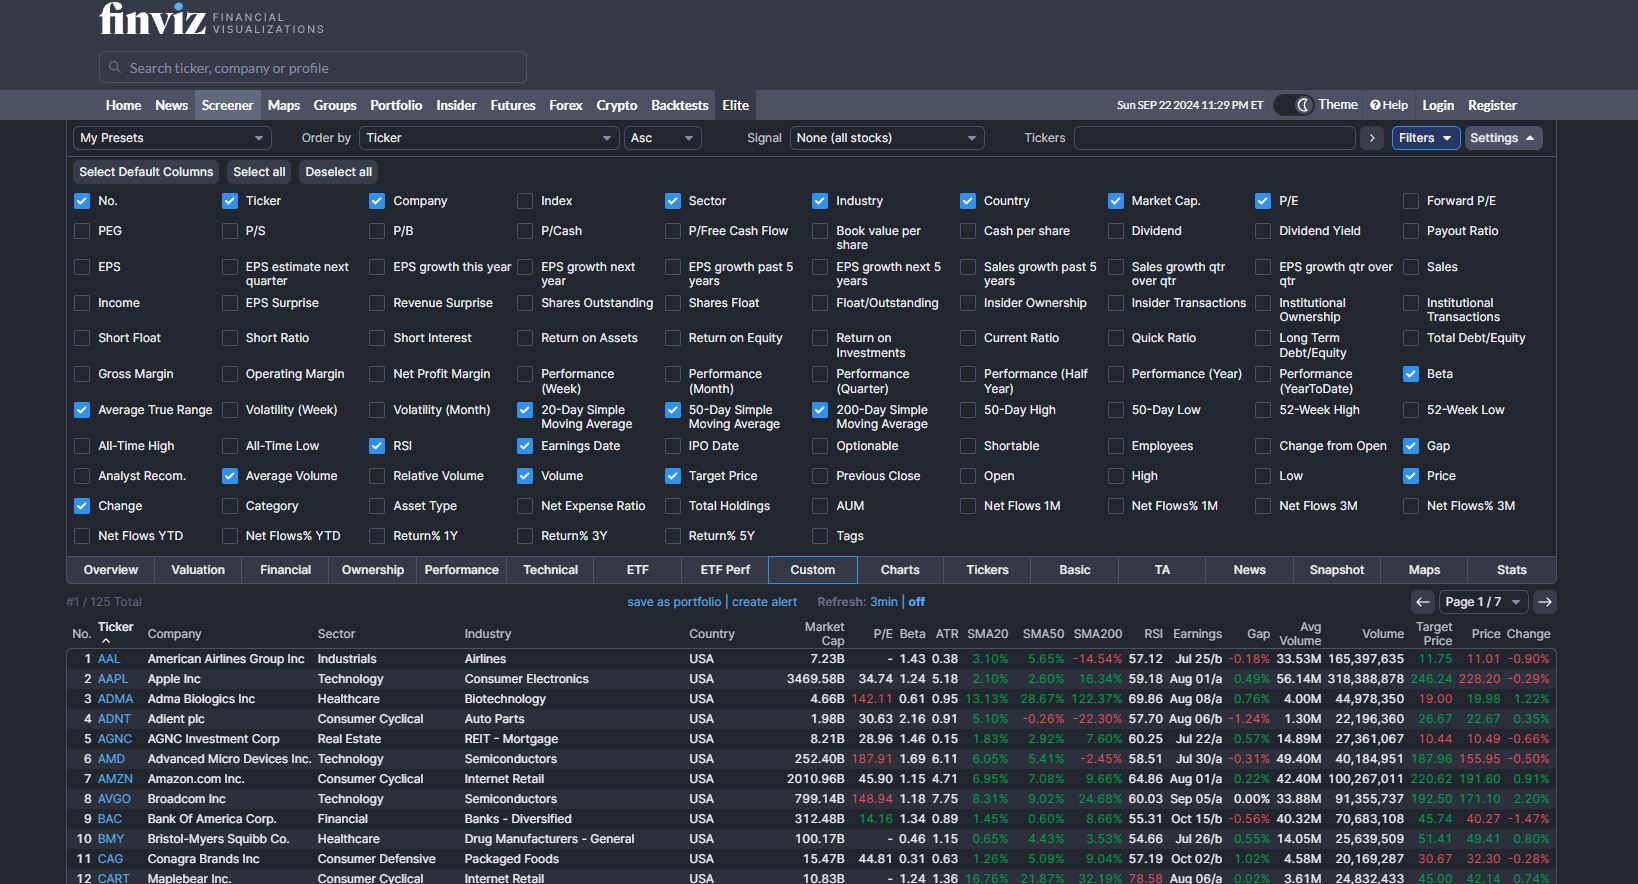 finviz FINANCIAL
VISUALIZATIONS
Search ticker, company or profile
Home News Screener Maps Groups Portfolio Insider Futures Forex Crypto Backtests Elite Sun SEP 22 2024 11:29 PM ET Theme Help Login Register
My Presets Order by Ticker Asc Signal None (all stocks) Tickers > Filters Settings
Select Default Columns Select all Deselect all
No. Ticker Company Index Sector Industry Country Market Cap. P/E Forward P/E
PEG P/S P/B P/Cash P/Free Cash Flow Book value per share Cash per share Dividend Dividend Yield Payout Ratio
EPS EPS estimate next quarter EPS growth this year EPS growth next year EPS growth past 5 years EPS growth next 5 years Sales growth past 5 years Sales growth qtr over qtr EPS growth qtr over qtr Sales
Income EPS Surprise Revenue Surprise Shares Outstanding Shares Float Float/Outstanding Insider Ownership Insider Transactions Institutional Ownership Institutional Transactions
Short Float Short Ratio Short Interest Return on Assets Return on Equity Return on Investments Current Ratio Quick Ratio Long Term Debt/Equity Total Debt/Equity
Gross Margin Operating Margin Net Profit Margin Performance (Week) Performance (Month) Performance (Quarter) Performance (Half Year) Performance (Year) Performance (YearToDate) Beta
Average True Range Volatility (Week) Volatility (Month) 20-Day Simple Moving Average 50-Day Simple Moving Average 200-Day Simple Moving Average 50-Day High 50-Day Low 52-Week High 52-Week Low
All-Time High All-Time Low RSI Earnings Date IPO Date Optionable Shortable Employees Change from Open Gap
Analyst Recom. Average Volume Relative Volume Volume Target Price Previous Close Open High Low Price
Change Category Asset Type Net Expense Ratio Total Holdings AUM Net Flows 1M Net Flows% 1M Net Flows 3M Net Flows% 3M
Net Flows YTD Net Flows% YTD Return% 1Y Return% 3Y Return% 5Y Tags
Overview Valuation Financial Ownership Performance Technical ETF ETF Perf Custom Charts Tickers Basic TA News Snapshot Maps Stats
#1 / 125 Total save as portfolio | create alert Refresh: 3min | off Page 1 / 7
No. Ticker Company Sector Industry Country Market Cap P/E Beta ATR SMA20 SMA50 SMA200 RSI Earnings Gap Avg Volume Volume Target Price Price Change
1 AAL American Airlines Group Inc Industrials Airlines USA 7.23B - 1.43 0.38 3.10% 5.65% -14.54% 57.12 Jul 25/b -0.18% 33.53M 165,397,635 11.75 11.01 -0.90%
2 AAPL Apple Inc Technology Consumer Electronics USA 3469.58B 34.74 1.24 5.18 2.10% 2.60% 16.34% 59.18 Aug 01/a 0.49% 56.14M 318,388,878 246.24 228.20 -0.29%
3 ADMA Adma Biologics Inc Healthcare Biotechnology USA 4.66B 142.11 0.61 0.95 13.13% 28.67% 122.37% 69.86 Aug 08/a 0.76% 4.00M 44,978,350 19.00 19.98 1.22%
4 ADNT Adient plc Consumer Cyclical Auto Parts USA 1.98B 30.63 2.16 0.91 5.10% -0.26% -22.30% 57.70 Aug 06/b -1.24% 1.30M 22,196,360 26.67 22.67 0.35%
5 AGNC AGNC Investment Corp Real Estate REIT - Mortgage USA 8.21B 28.96 1.46 0.15 1.83% 2.92% 7.60% 60.25 Jul 22/a 0.57% 14.89M 27,361,067 10.44 10.49 -0.66%
6 AMD Advanced Micro Devices Inc. Technology Semiconductors USA 252.40B 187.91 1.69 6.11 6.05% 5.41% -2.45% 58.51 Jul 30/a -0.31% 49.40M 40,184,951 187.96 155.95 -0.50%
7 AMZN Amazon.com Inc. Consumer Cyclical Internet Retail USA 2010.96B 45.90 1.15 4.71 6.95% 7.08% 9.66% 64.86 Aug 01/a 0.22% 42.40M 100,267,011 220.62 191.60 0.91%
8 AVGO Broadcom Inc Technology Semiconductors USA 799.14B 148.94 1.18 7.75 8.31% 9.02% 24.68% 60.03 Sep 05/a 0.00% 33.88M 91,355,737 192.50 171.10 2.20%
9 BAC Bank Of America Corp. Financial Banks - Diversified USA 312.48B 14.16 1.34 0.89 1.45% 0.60% 8.66% 55.31 Oct 15/b -0.56% 40.32M 70,683,108 45.74 40.27 -1.47%
10 BMY Bristol-Myers Squibb Co. Healthcare Drug Manufacturers - General USA 100.17B - 0.46 1.15 0.65% 4.43% 3.53% 54.66 Jul 26/b 0.55% 14.05M 25,639,509 51.41 49.41 0.80%
11 CAG Conagra Brands Inc Consumer Defensive Packaged Foods USA 15.47B 44.81 0.31 0.63 1.26% 5.09% 9.04% 57.19 Oct 02/b 1.02% 4.58M 20,169,287 30.67 32.30 -0.28%
12 CART Maplebear Inc. Consumer Cyclical Internet Retail USA 10.83B - 1.24 1.36 16.76% 21.87% 32.19% 78.58 Aug 06/a 0.02% 3.61M 24,832,433 45.00 42.14 0.74%